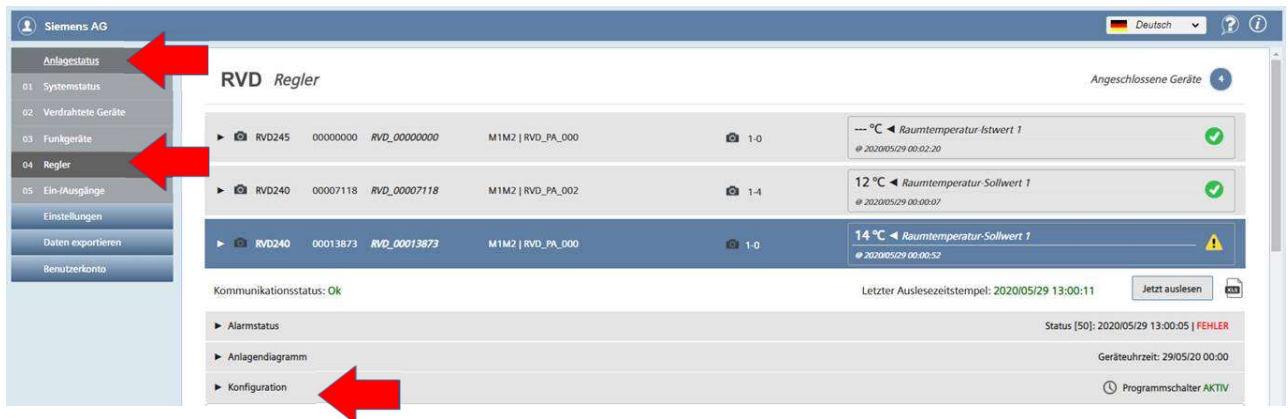 Siemens AG
Deutsch
Anlagestatus
01 Systemstatus
02 Verdrahtete Geräte
03 Funkgeräte
04 Regler
05 Ein-/Ausgänge
Einstellungen
Daten exportieren
Benutzerkonto
RVD Regler
Angeschlossene Geräte 4
RVD245 00000000 RVD_00000000 M1M2 | RVD_PA_000 1-0 --- °C ◄ Raumtemperatur-Istwert 1
@ 2020/05/29 00:02:20
RVD240 00007118 RVD_00007118 M1M2 | RVD_PA_002 1-4 12 °C ◄ Raumtemperatur-Sollwert 1
@ 2020/05/29 00:00:07
RVD240 00013873 RVD_00013873 M1M2 | RVD_PA_000 1-0 14 °C ◄ Raumtemperatur-Sollwert 1
@ 2020/05/29 00:00:52
Kommunikationsstatus: Ok Letzter Auslesezeitstempel: 2020/05/29 13:00:11 Jetzt auslesen XLS
Alarmstatus Status [50]: 2020/05/29 13:00:05 | FEHLER
Anlagendiagramm Geräteuhrzeit: 29/05/20 00:00
Konfiguration Programmschalter AKTIV